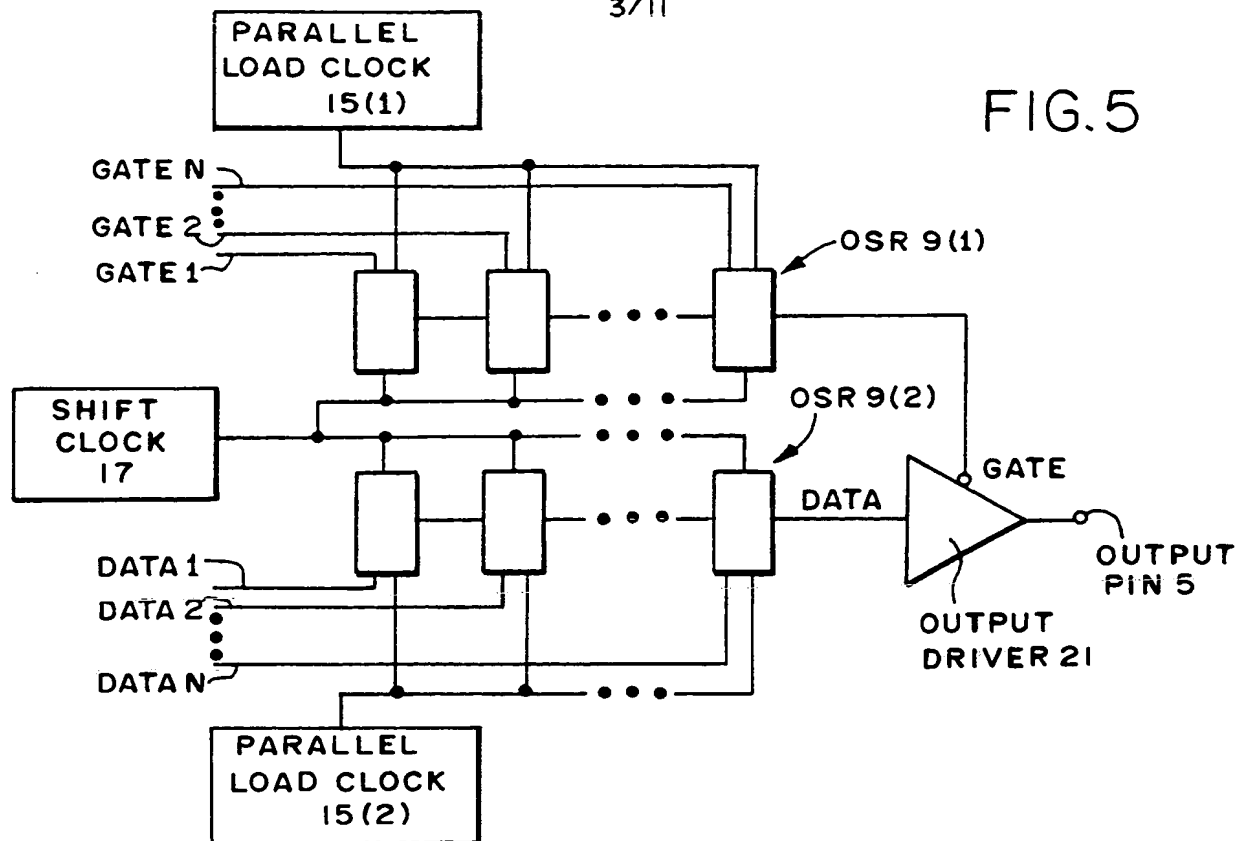 3/11
PARALLEL
LOAD CLOCK
15(1)
FIG.5
GATE N
GATE 2
GATE 1
OSR 9(1)
SHIFT
CLOCK
17
OSR 9(2)
GATE
DATA
DATA 1
DATA 2
DATA N
OUTPUT
PIN 5
OUTPUT
DRIVER 21
PARALLEL
LOAD CLOCK
15(2)